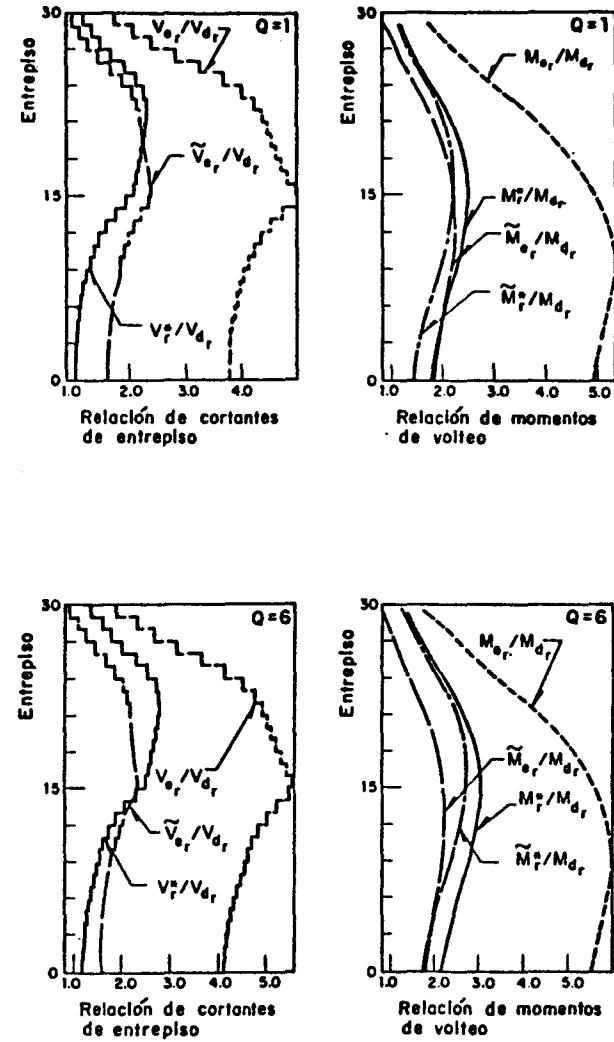 30
Q=1
V_er/V_dr
Entrepiso
Ṽ_er/V_dr
15
V_r*/V_dr
0
1.0 2.0 3.0 4.0
Relación de cortantes
de entrepiso
30
Q=1
M_er/M_dr
Entrepiso
15
M_r*/M_dr
M̃_er/M_dr
M̃_r*/M_dr
0
1.0 2.0 3.0 4.0 5.0
Relación de momentos
de volteo
30
Q=6
Entrepiso
15
V_er/V_dr
Ṽ_er/V_dr
V_r*/V_dr
0
1.0 2.0 3.0 4.0 5.0
Relación de cortantes
de entrepiso
30
Q=6
M_er/M_dr
Entrepiso
M̃_er/M_dr
15
M_r*/M_dr
M̃_r*/M_dr
0
1.0 2.0 3.0 4.0 5.0
Relación de momentos
de volteo